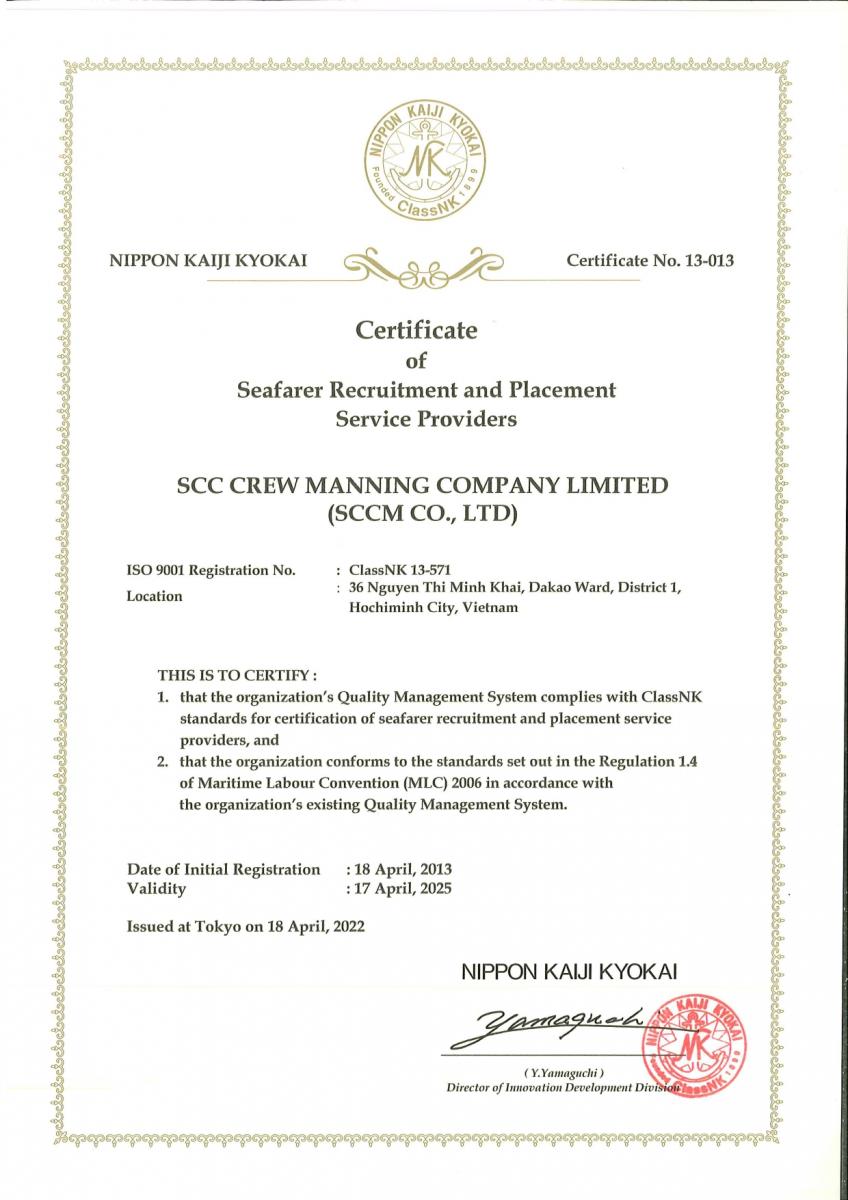 NIPPON KAIJI KYOKAI
NK
Founded ClassNK 1899
NIPPON KAIJI KYOKAI
Certificate No. 13-013
Certificate
of
Seafarer Recruitment and Placement
Service Providers
SCC CREW MANNING COMPANY LIMITED
(SCCM CO., LTD)
ISO 9001 Registration No. : ClassNK 13-571
Location : 36 Nguyen Thi Minh Khai, Dakao Ward, District 1,
Hochiminh City, Vietnam
THIS IS TO CERTIFY :
1. that the organization's Quality Management System complies with ClassNK
standards for certification of seafarer recruitment and placement service
providers, and
2. that the organization conforms to the standards set out in the Regulation 1.4
of Maritime Labour Convention (MLC) 2006 in accordance with
the organization's existing Quality Management System.
Date of Initial Registration : 18 April, 2013
Validity : 17 April, 2025
Issued at Tokyo on 18 April, 2022
NIPPON KAIJI KYOKAI
Yamaguchi
NIPPON KAIJI KYOKAI
NK
Founded ClassNK 1899
( Y.Yamaguchi )
Director of Innovation Development Division